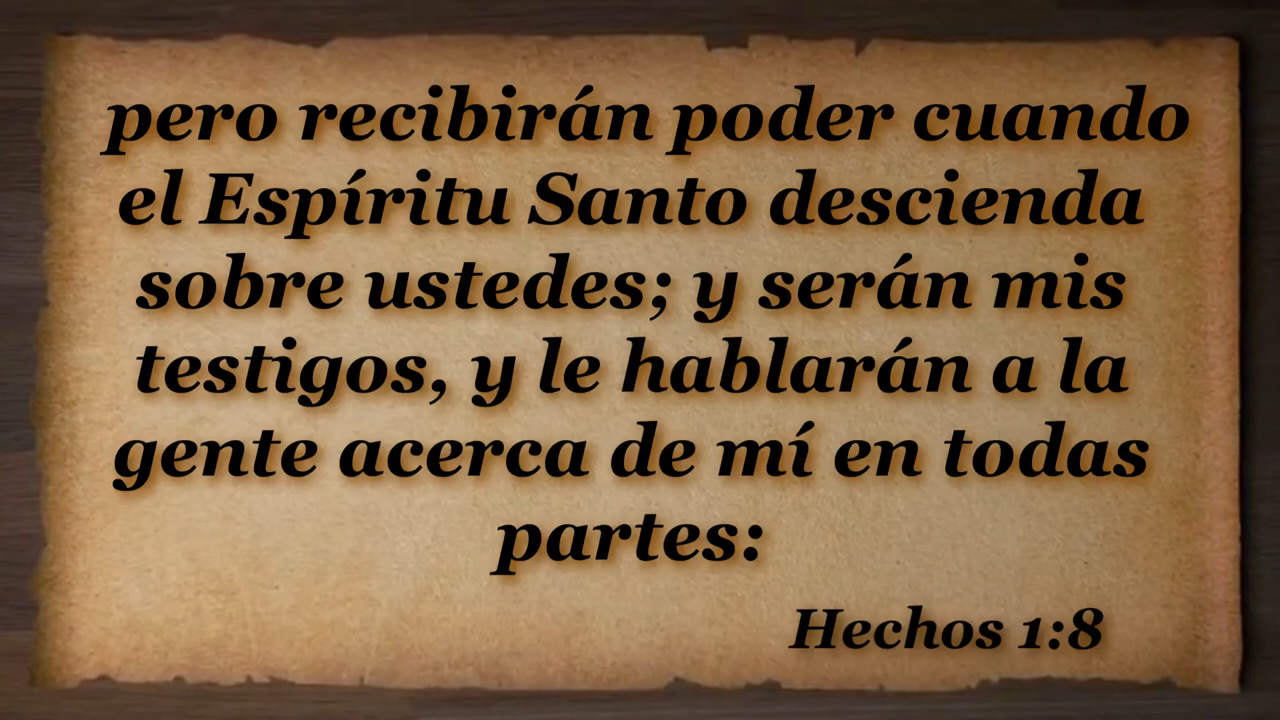 pero recibirán poder cuando
el Espíritu Santo descienda
sobre ustedes; y serán mis
testigos, y le hablarán a la
gente acerca de mí en todas
partes:
Hechos 1:8